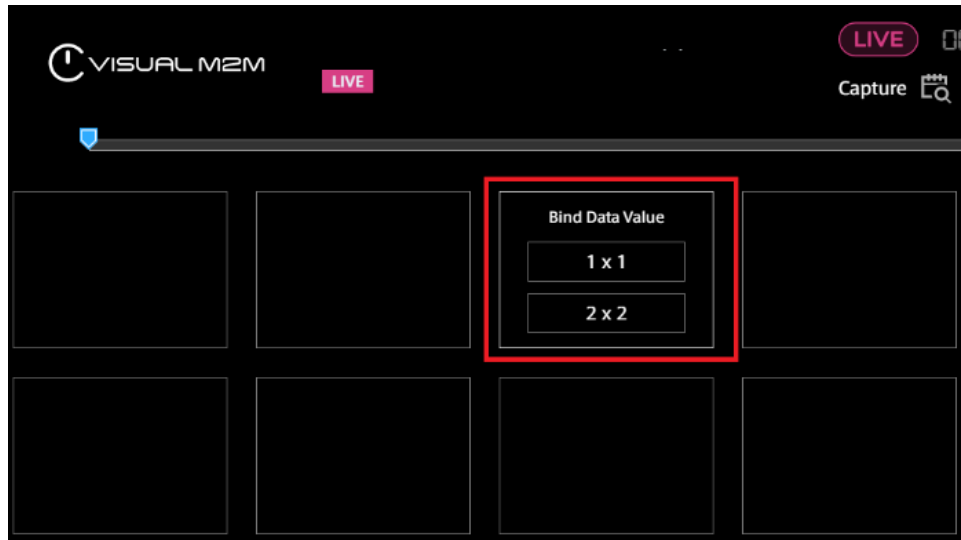 VISUAL M2M
LIVE
LIVE
Capture
Bind Data Value
1 x 1
2 x 2